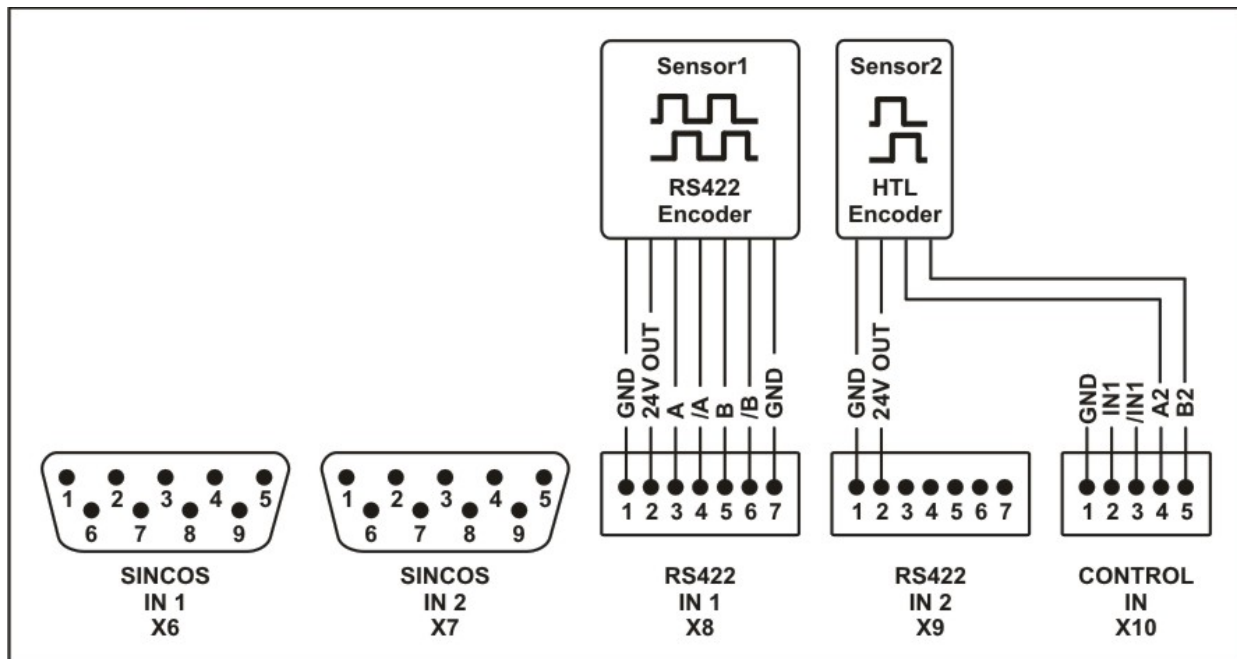 Sensor1
RS422
Encoder
Sensor2
HTL
Encoder
GND
24V OUT
A
/A
B
/B
GND
GND
24V OUT
GND
IN1
/IN1
A2
B2
1 2 3 4 5
6 7 8 9
SINCOS
IN 1
X6
1 2 3 4 5
6 7 8 9
SINCOS
IN 2
X7
1 2 3 4 5 6 7
RS422
IN 1
X8
1 2 3 4 5 6 7
RS422
IN 2
X9
1 2 3 4 5
CONTROL
IN
X10